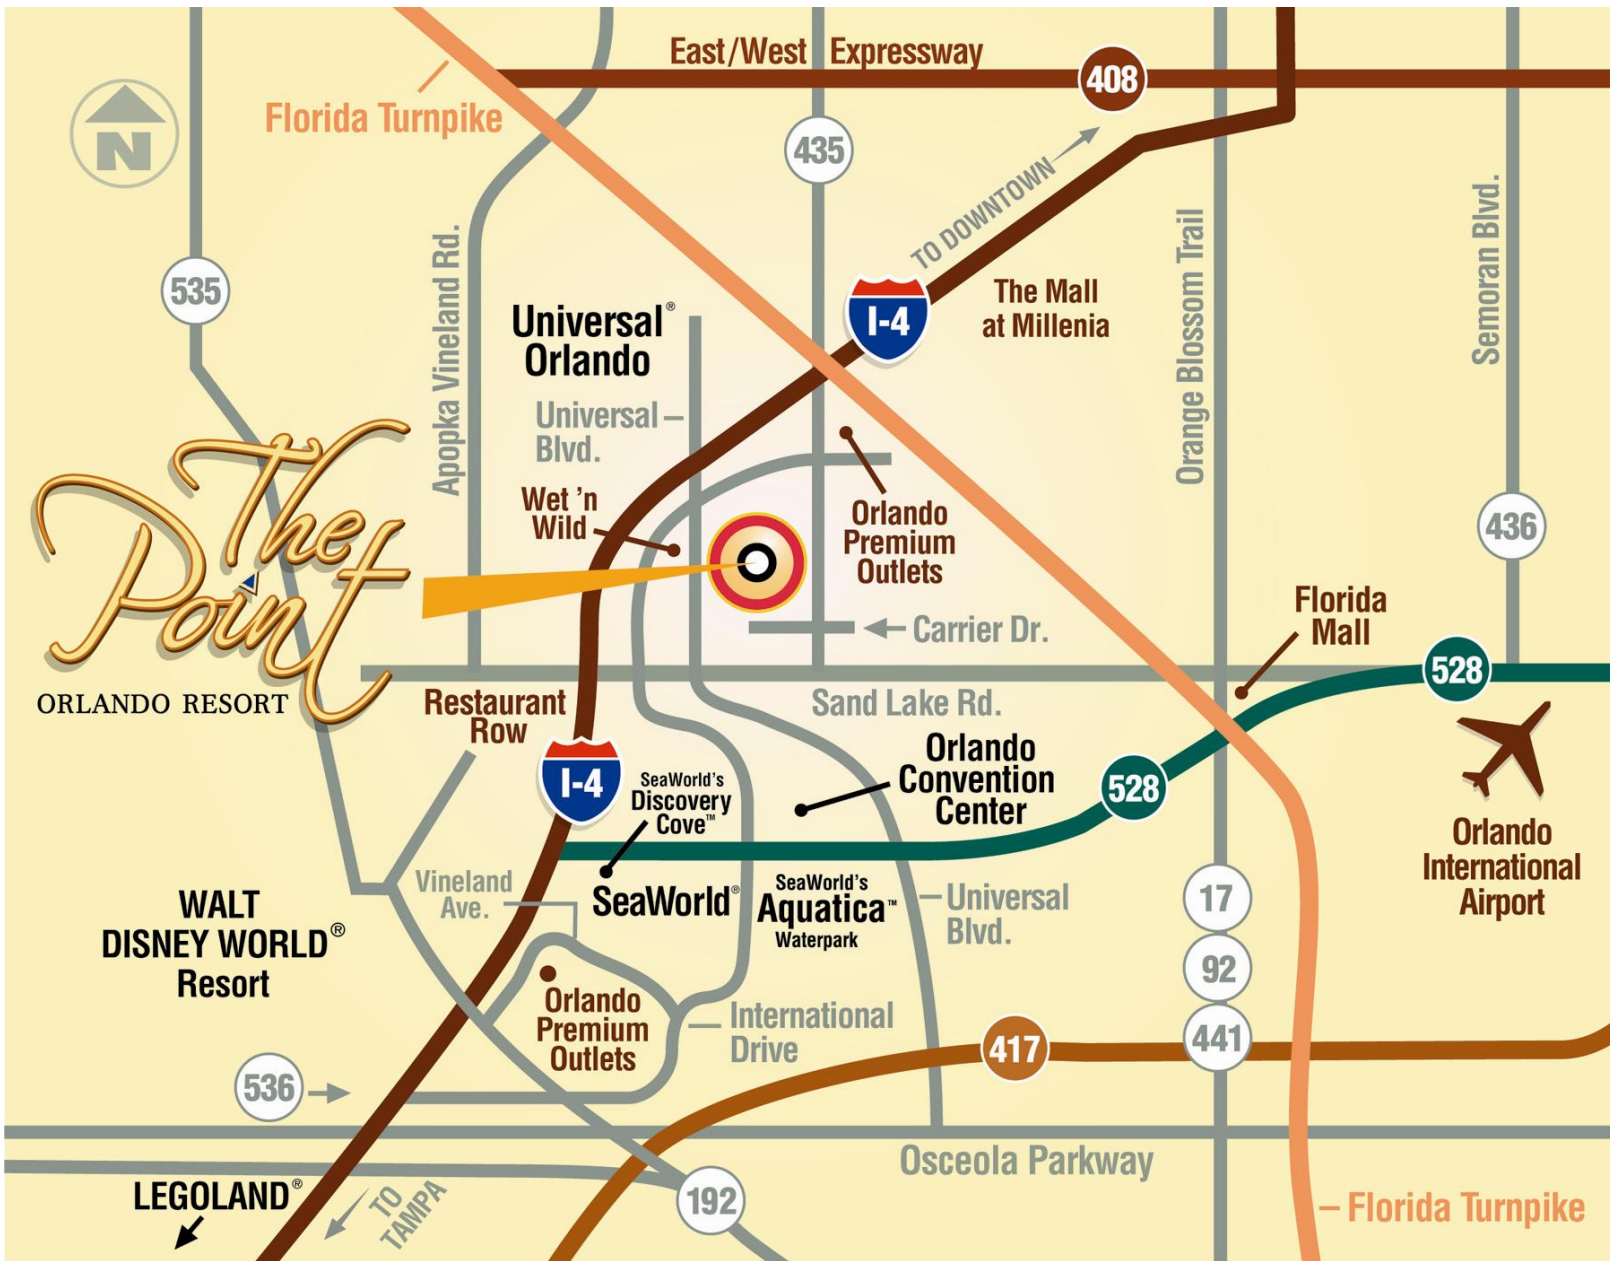 East/West Expressway
408
Florida Turnpike
N
435
TO DOWNTOWN
535
Apopka Vineland Rd.
Orange Blossom Trail
Semoran Blvd.
I-4
The Mall
at Millenia
Universal®
Orlando
Universal
Blvd.
Wet 'n
Wild
Orlando
Premium
Outlets
436
The
Point
ORLANDO RESORT
Carrier Dr.
Florida
Mall
528
Restaurant
Row
Sand Lake Rd.
I-4
SeaWorld's
Discovery
Cove™
Orlando
Convention
Center
528
Orlando
International
Airport
Vineland
Ave.
SeaWorld®
SeaWorld's
Aquatica™
Waterpark
Universal
Blvd.
17
92
441
WALT
DISNEY WORLD®
Resort
Orlando
Premium
Outlets
International
Drive
417
536
Osceola Parkway
LEGOLAND®
TO
TAMPA
192
Florida Turnpike